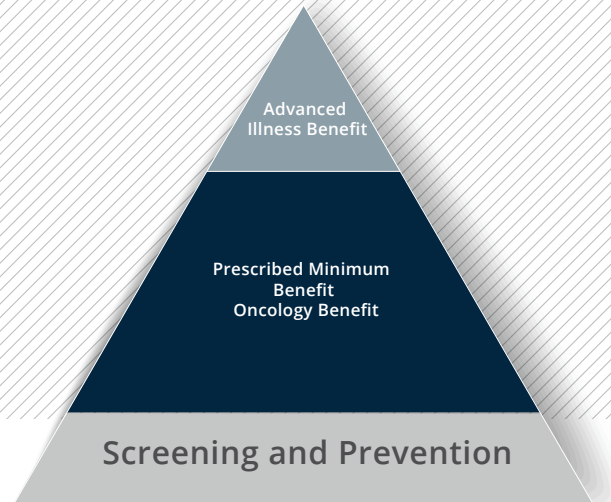 Advanced
Illness Benefit
Prescribed Minimum
Benefit
Oncology Benefit
Screening and Prevention